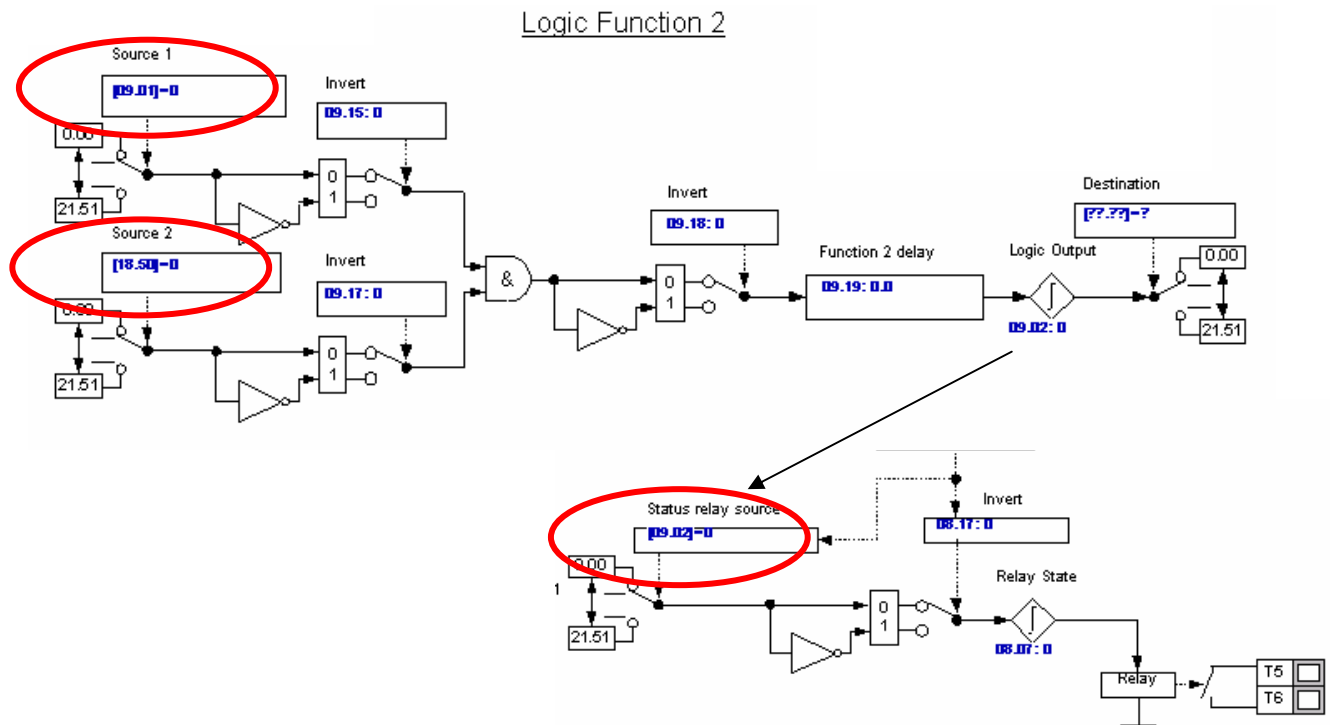 Logic Function 2
Source 1
[09.01]=0
Invert
09.15: 0
0.00
21.51
0
1
Source 2
[18.50]=0
Invert
09.17: 0
0.00
21.51
0
1
&
Invert
09.18: 0
0
1
Function 2 delay
09.19: 0.0
Logic Output
09.02: 0
Destination
[??.??]=?
0.00
21.51
Status relay source
[09.02]=0
Invert
08.17: 0
0.00
1
21.51
0
1
Relay State
08.07: 0
Relay
T5
T6